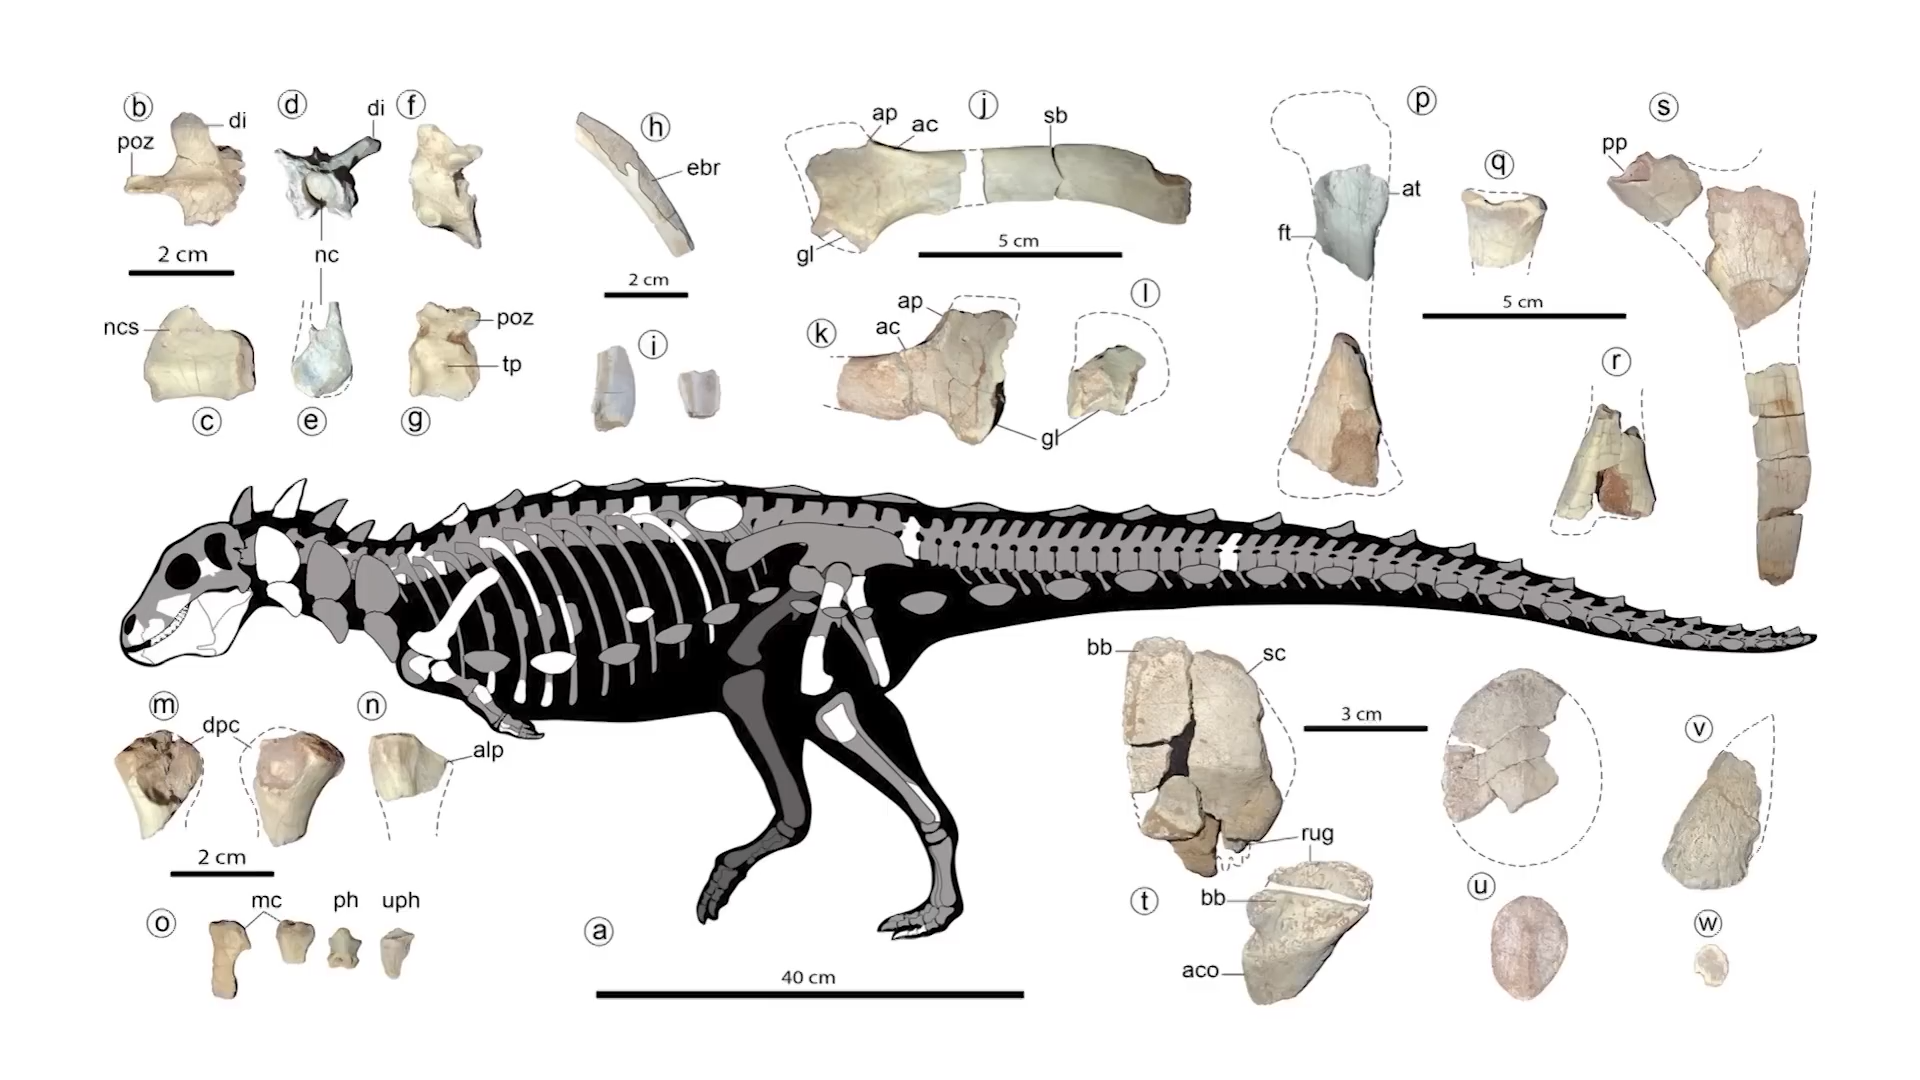 b
di
poz
2 cm
d
di
nc
f
h
ebr
2 cm
j
ap
ac
sb
gl
5 cm
p
at
ft
q
5 cm
s
pp
ncs
c
e
poz
tp
g
i
k
ap
ac
l
gl
r
m
dpc
n
alp
2 cm
o
mc
ph
uph
a
40 cm
bb
sc
3 cm
rug
t
bb
aco
u
v
w